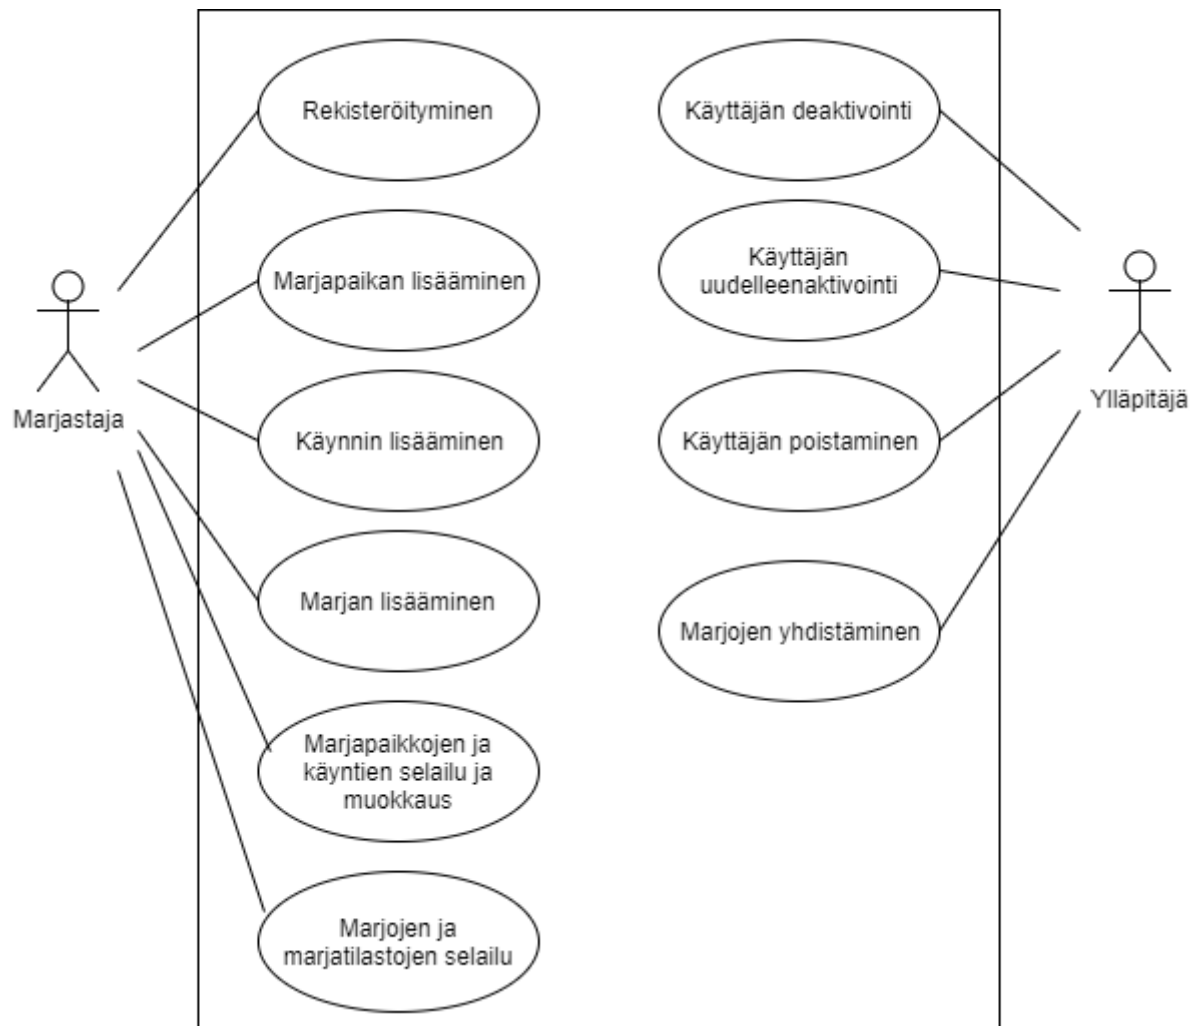 Rekisteröityminen
Käyttäjän deaktivointi
Marjapaikan lisääminen
Käyttäjän
uudelleenaktivointi
Marjastaja
Ylläpitäjä
Käynnin lisääminen
Käyttäjän poistaminen
Marjan lisääminen
Marjojen yhdistäminen
Marjapaikkojen ja
käyntien selailu ja
muokkaus
Marjojen ja
marjatilastojen selailu